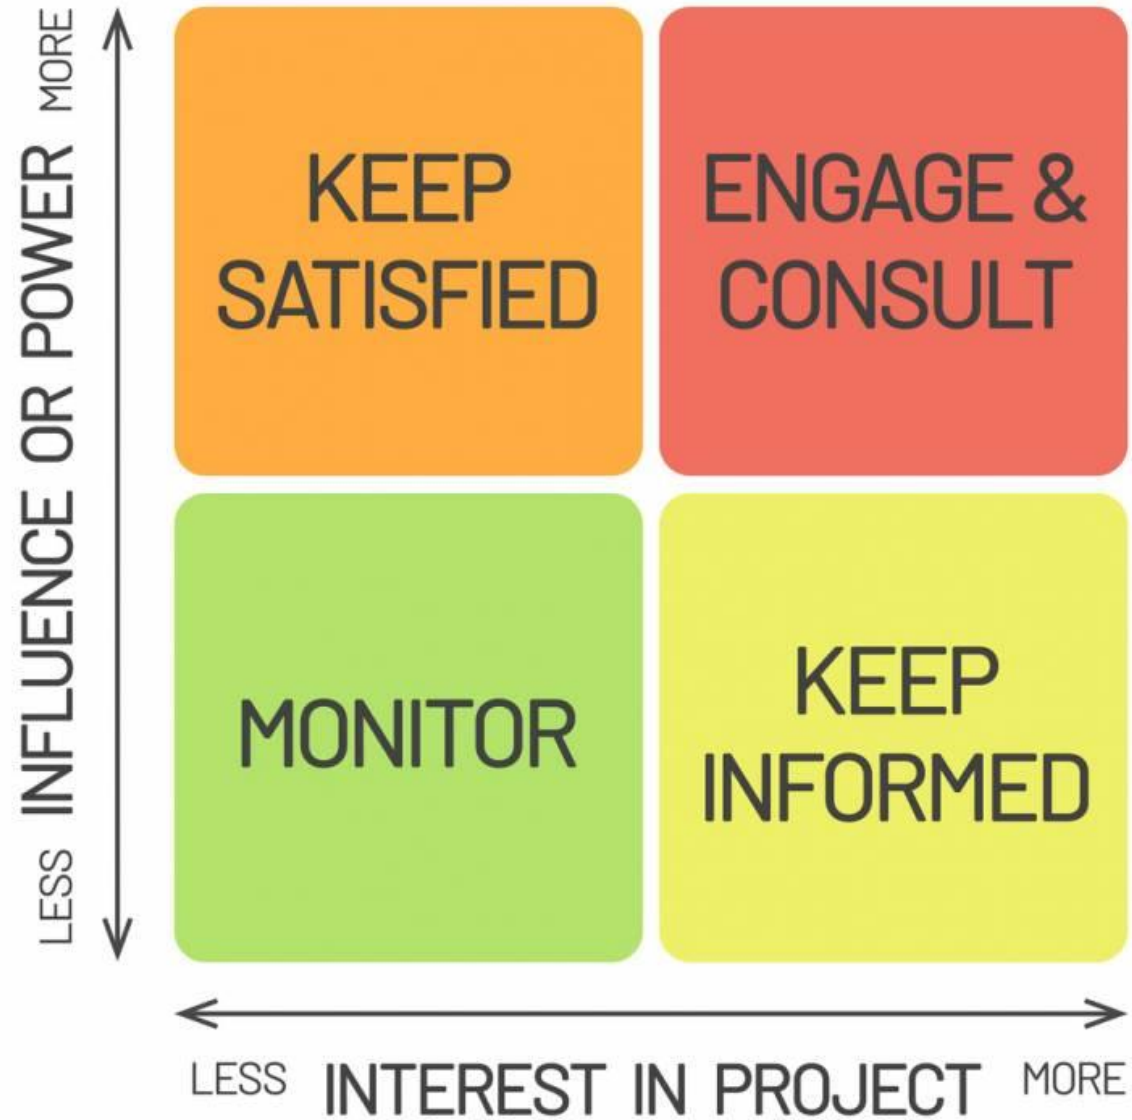 MORE
INFLUENCE OR POWER
LESS
KEEP
SATISFIED
ENGAGE &
CONSULT
MONITOR
KEEP
INFORMED
LESS
INTEREST IN PROJECT
MORE